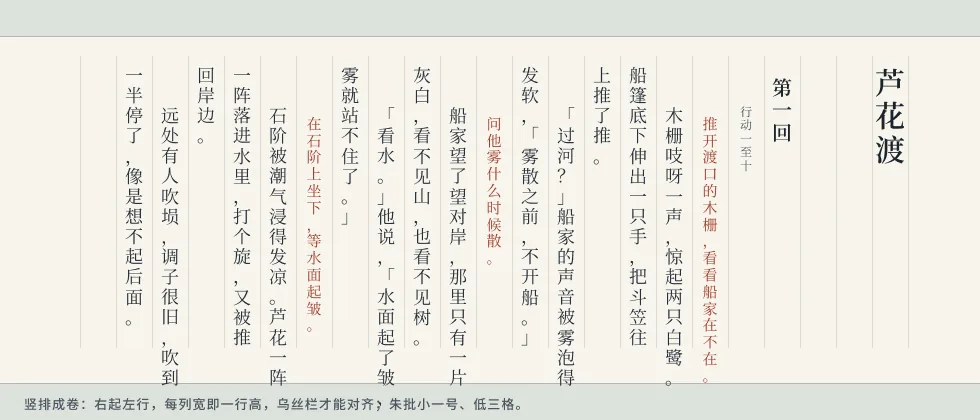 芦花渡
第一回
行动一至十
推开渡口的木栅，看看船家在不在。
木栅吱呀一声，惊起两只白鹭。
船篷底下伸出一只手，把斗笠往
上推了推。
「过河？」船家的声音被雾泡得
发软，「雾散之前，不开船。」
问他雾什么时候散。
船家望了望对岸，那里只有一片
灰白，看不见山，也看不见树。
「看水。」他说，「水面起了皱，
雾就站不住了。」
在石阶上坐下，等水面起皱。
石阶被潮气浸得发凉。芦花一阵
一阵落进水里，打个旋，又被推
回岸边。
远处有人吹埙，调子很旧，吹到
一半停了，像是想不起后面。
竖排成卷：右起左行，每列宽即一行高，乌丝栏才能对齐；朱批小一号、低三格。